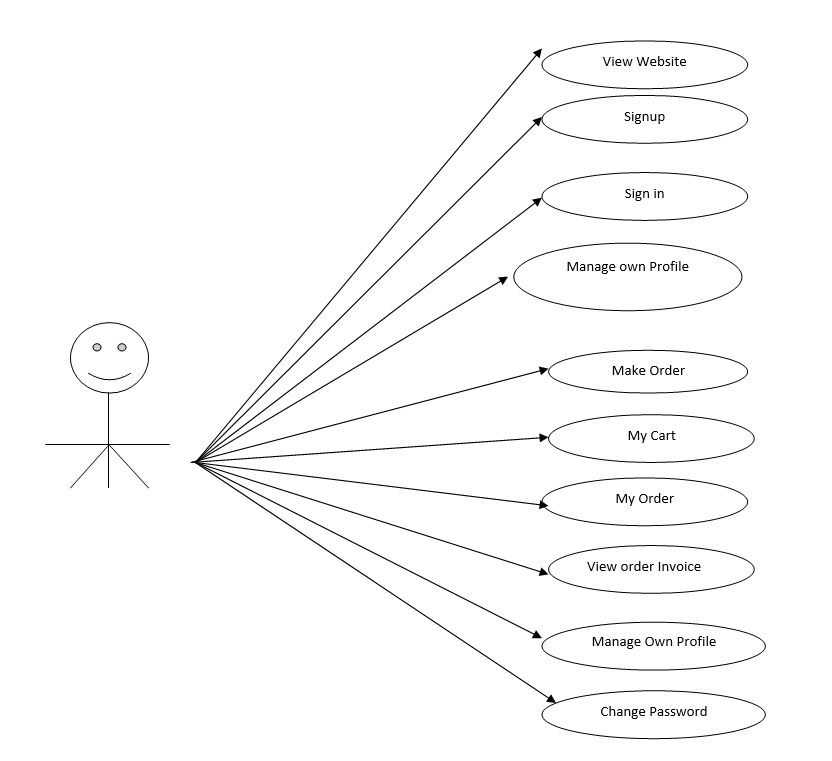 View Website
Signup
Sign in
Manage own Profile
Make Order
My Cart
My Order
View order Invoice
Manage Own Profile
Change Password